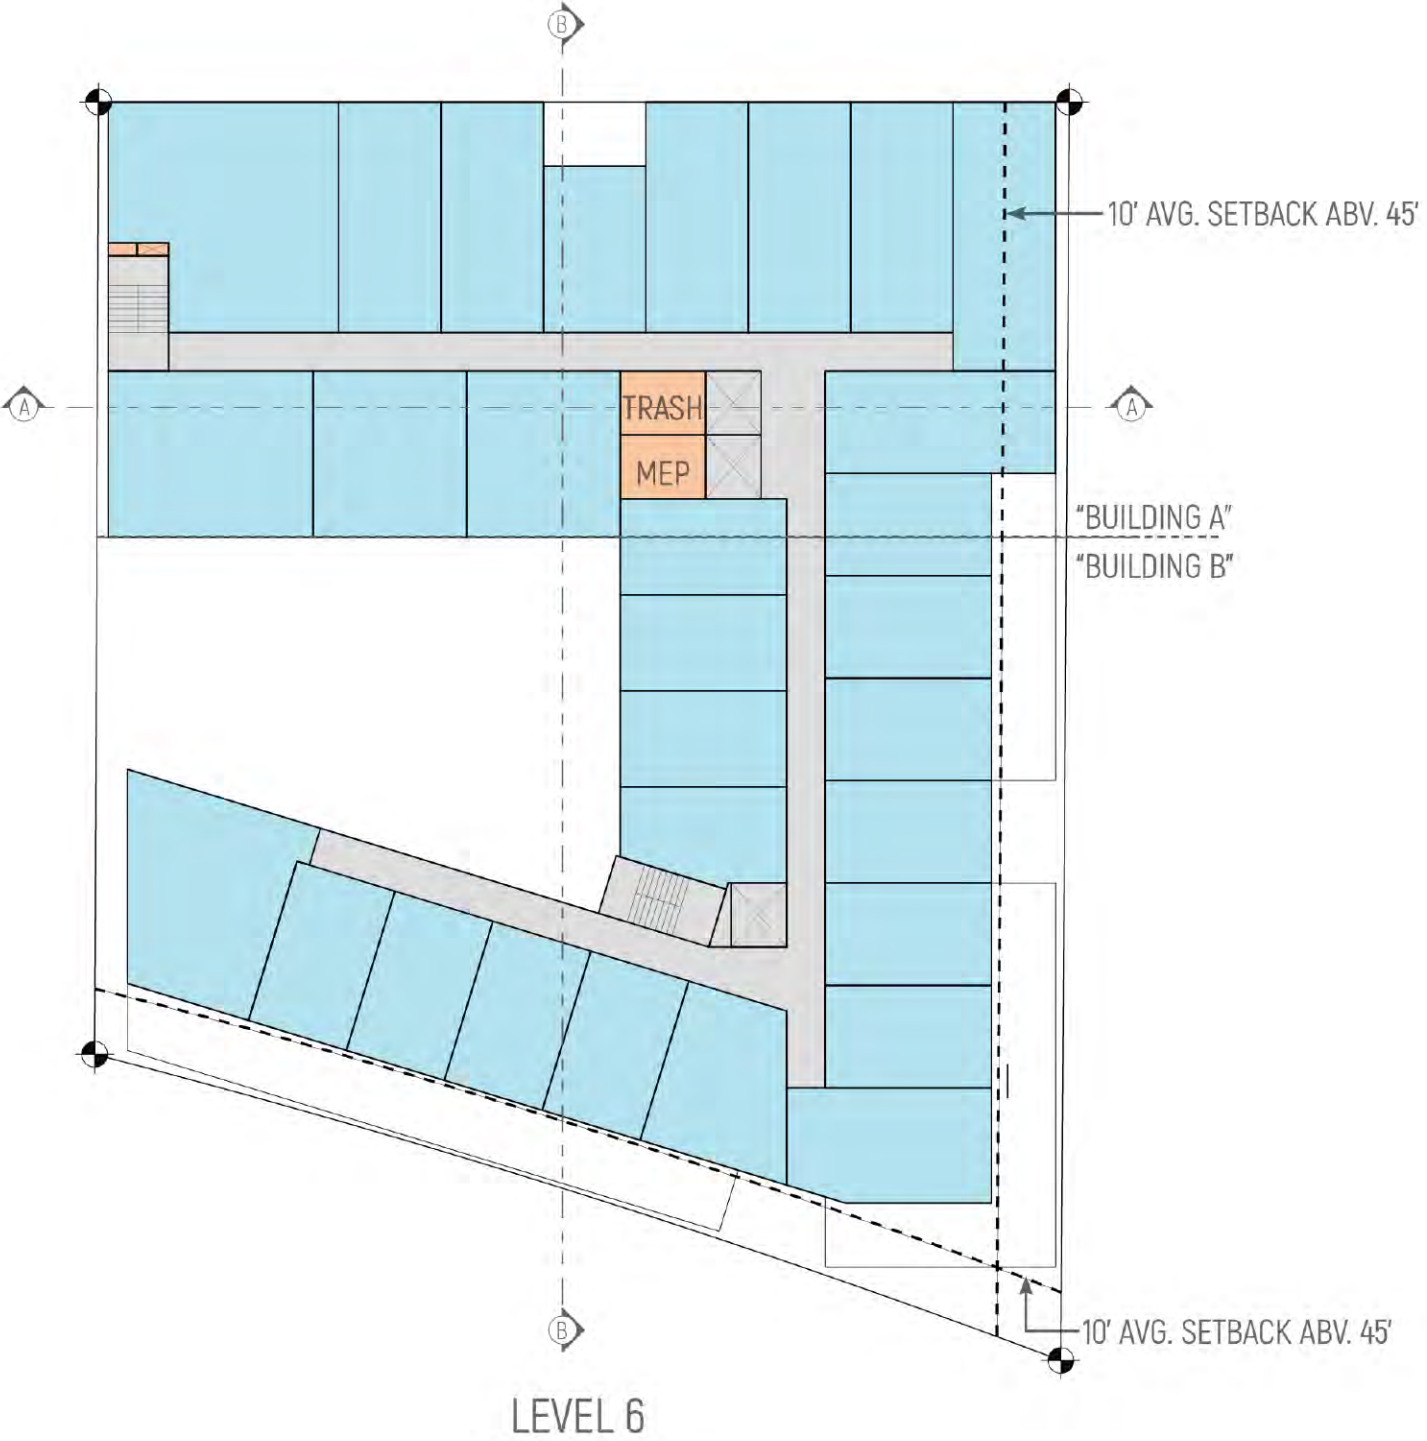 B
10' AVG. SETBACK ABV. 45'
A
TRASH
A
MEP
“BUILDING A”
“BUILDING B”
B
10' AVG. SETBACK ABV. 45'
LEVEL 6